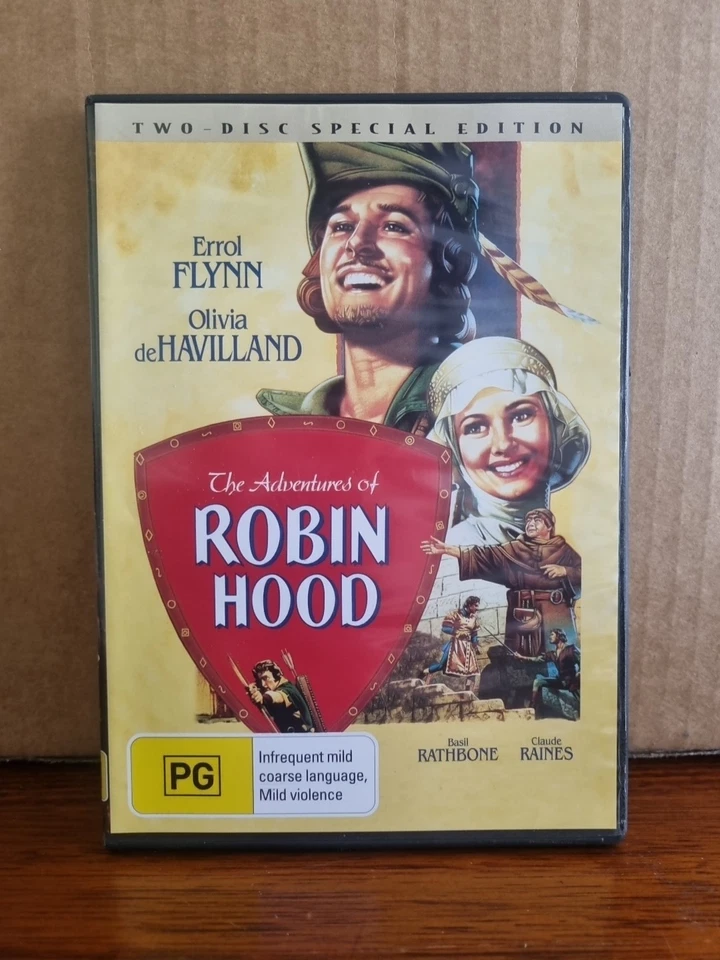 TWO-DISC SPECIAL EDITION
Errol
FLYNN
Olivia
deHAVILLAND
The Adventures of
ROBIN
HOOD
Basil
RATHBONE
Claude
RAINES
PG
Infrequent mild
coarse language,
Mild violence